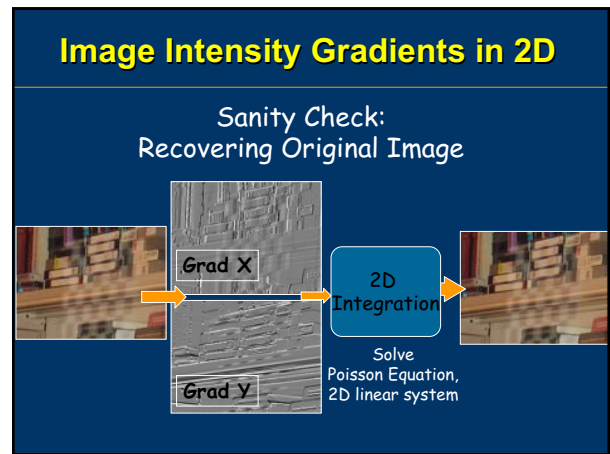 Image Intensity Gradients in 2D
Sanity Check:
Recovering Original Image
Grad X
Grad Y
2D
Integration
Solve
Poisson Equation,
2D linear system